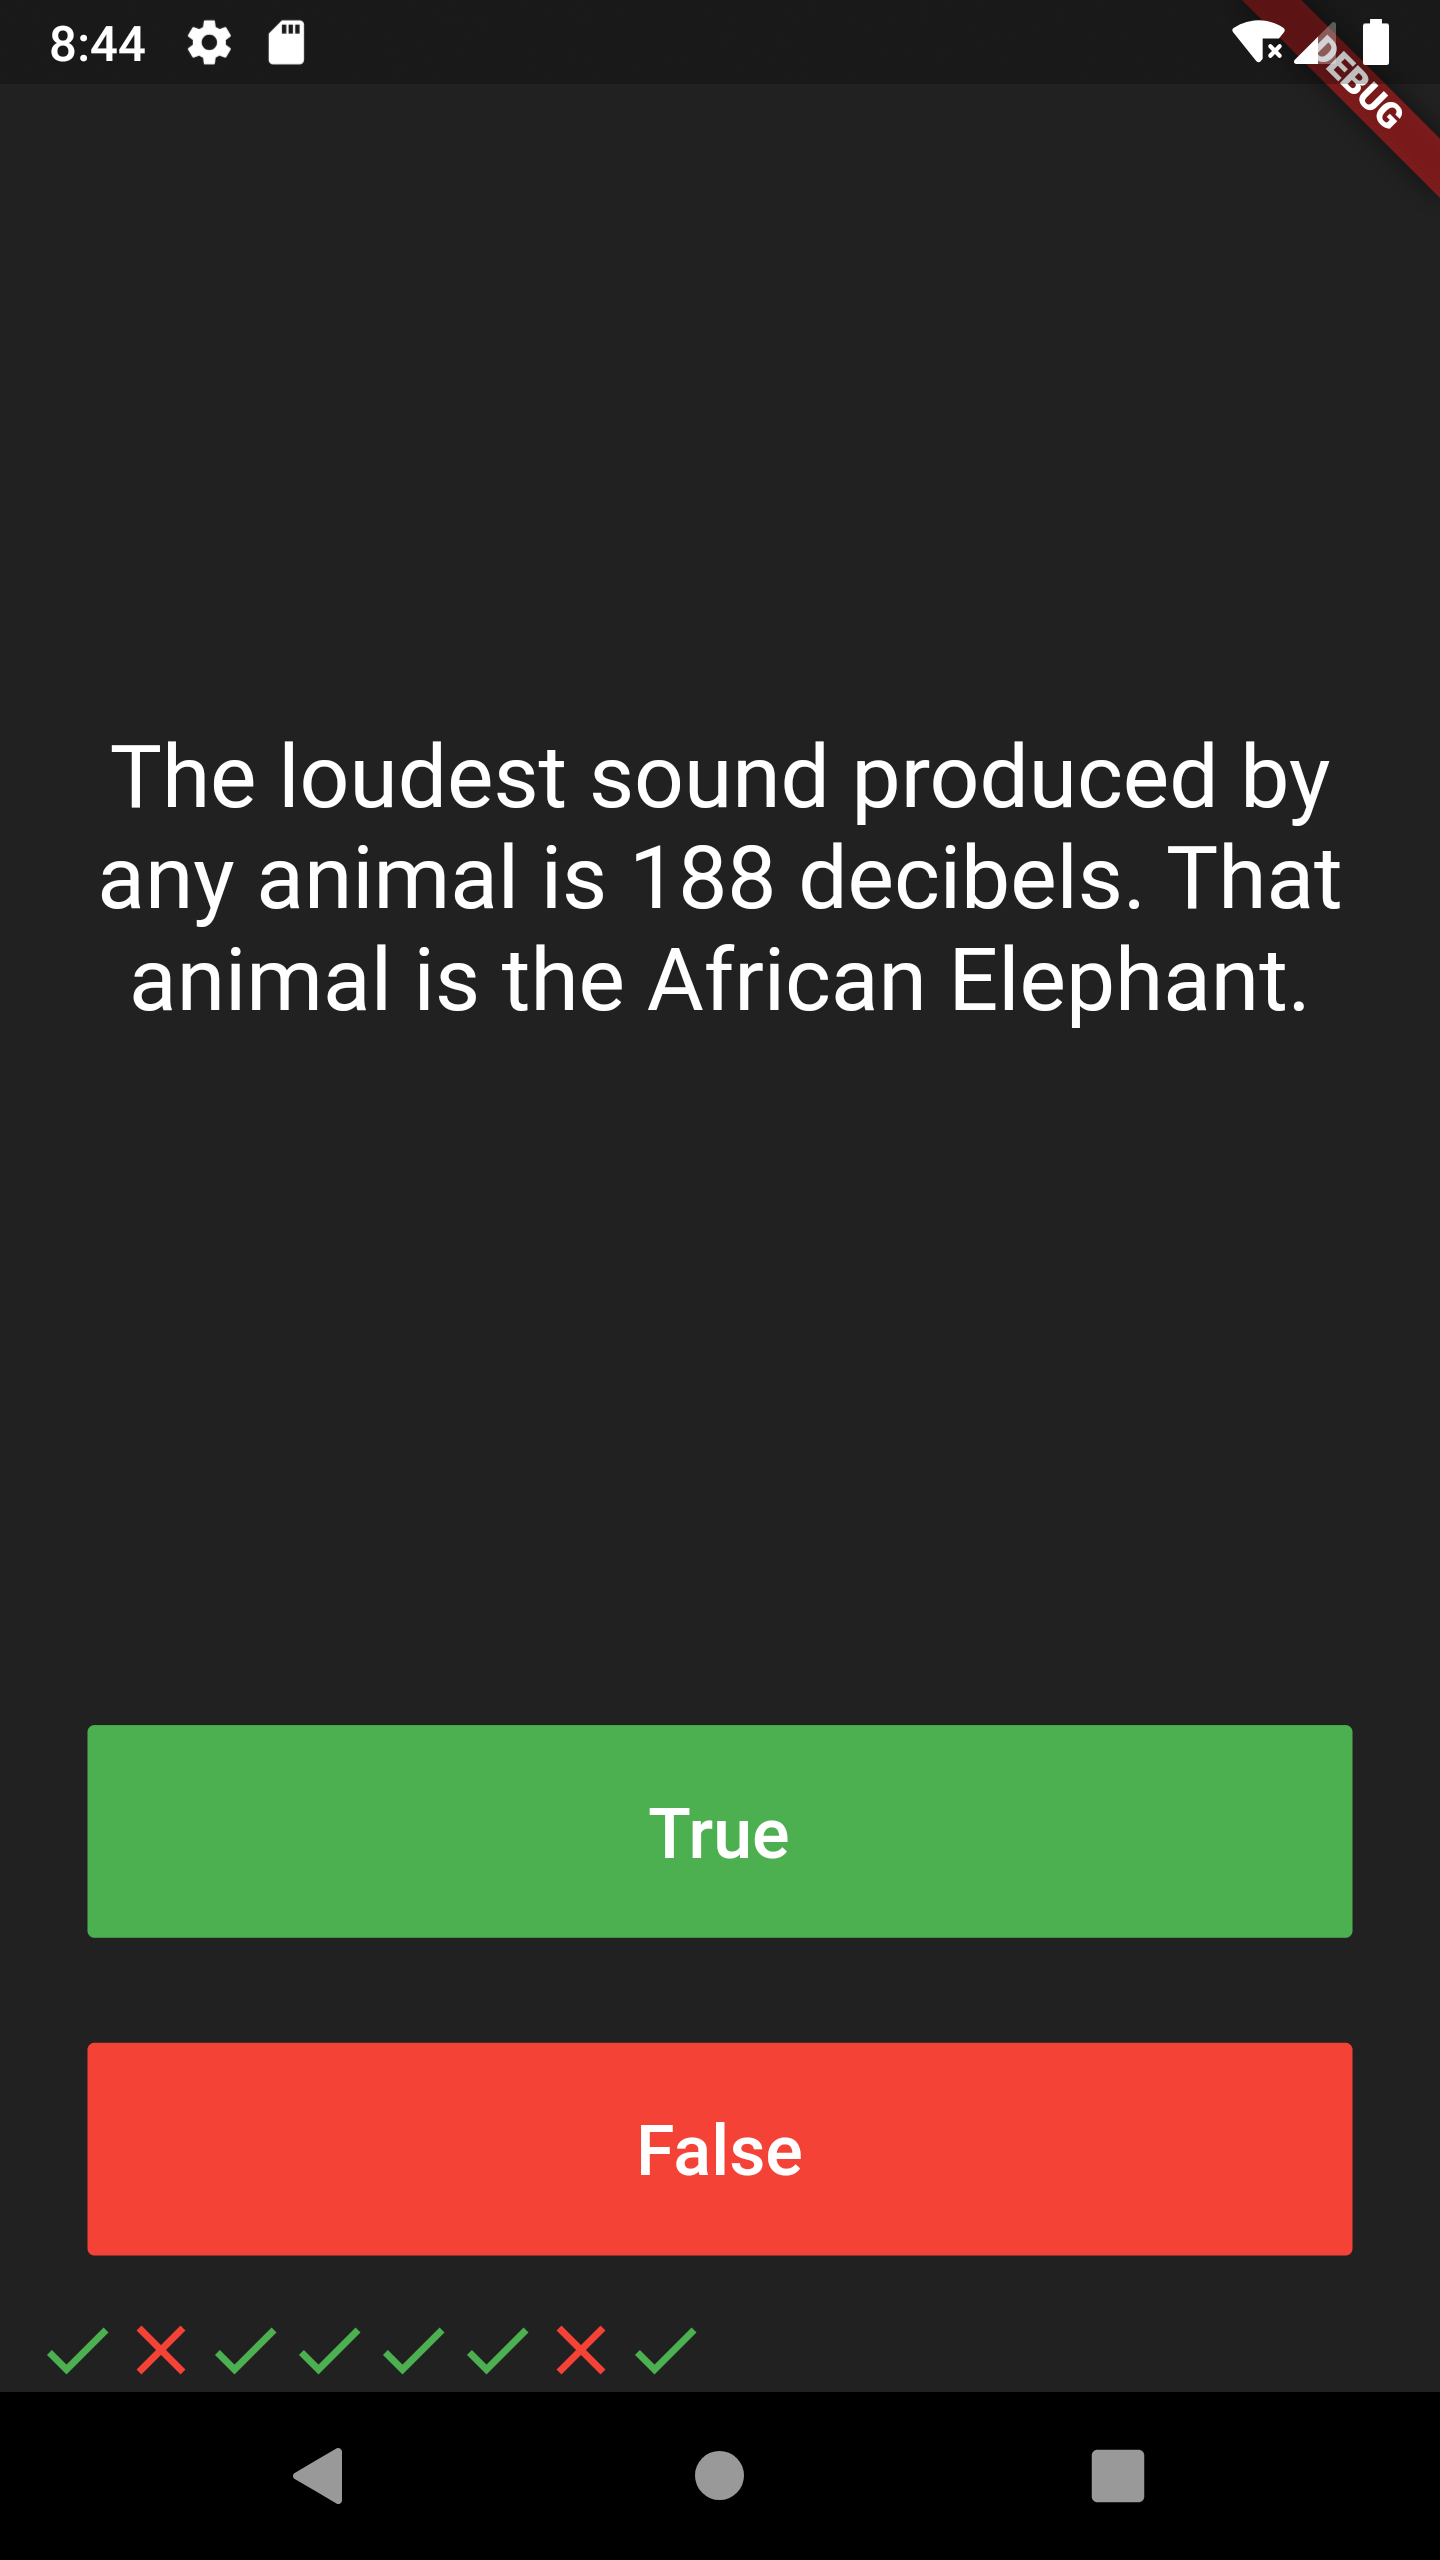 8:44
DEBUG
The loudest sound produced by
any animal is 188 decibels. That
animal is the African Elephant.
True
False